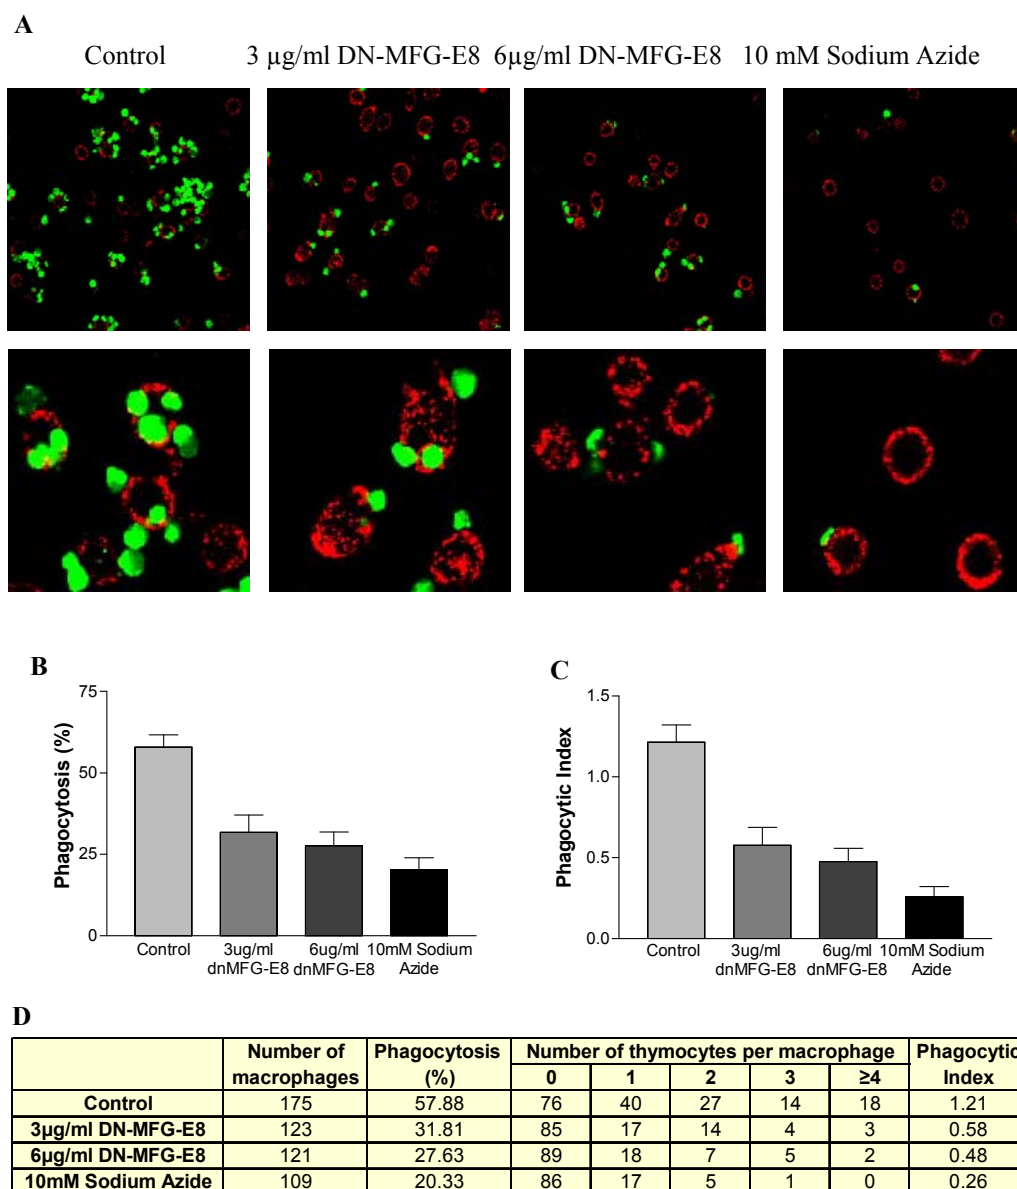 A
Control 3 µg/ml DN-MFG-E8 6µg/ml DN-MFG-E8 10 mM Sodium Azide
B
Phagocytosis (%)
75
50
25
0
Control 3ug/ml dnMFG-E8 6ug/ml dnMFG-E8 10mM Sodium Azide
C
Phagocytic Index
1.5
1.0
0.5
0.0
Control 3ug/ml dnMFG-E8 6ug/ml dnMFG-E8 10mM Sodium Azide
D
Number of macrophages Phagocytosis (%) Number of thymocytes per macrophage Phagocytic Index
0 1 2 3 ≥4
Control 175 57.88 76 40 27 14 18 1.21
3µg/ml DN-MFG-E8 123 31.81 85 17 14 4 3 0.58
6µg/ml DN-MFG-E8 121 27.63 89 18 7 5 2 0.48
10mM Sodium Azide 109 20.33 86 17 5 1 0 0.26